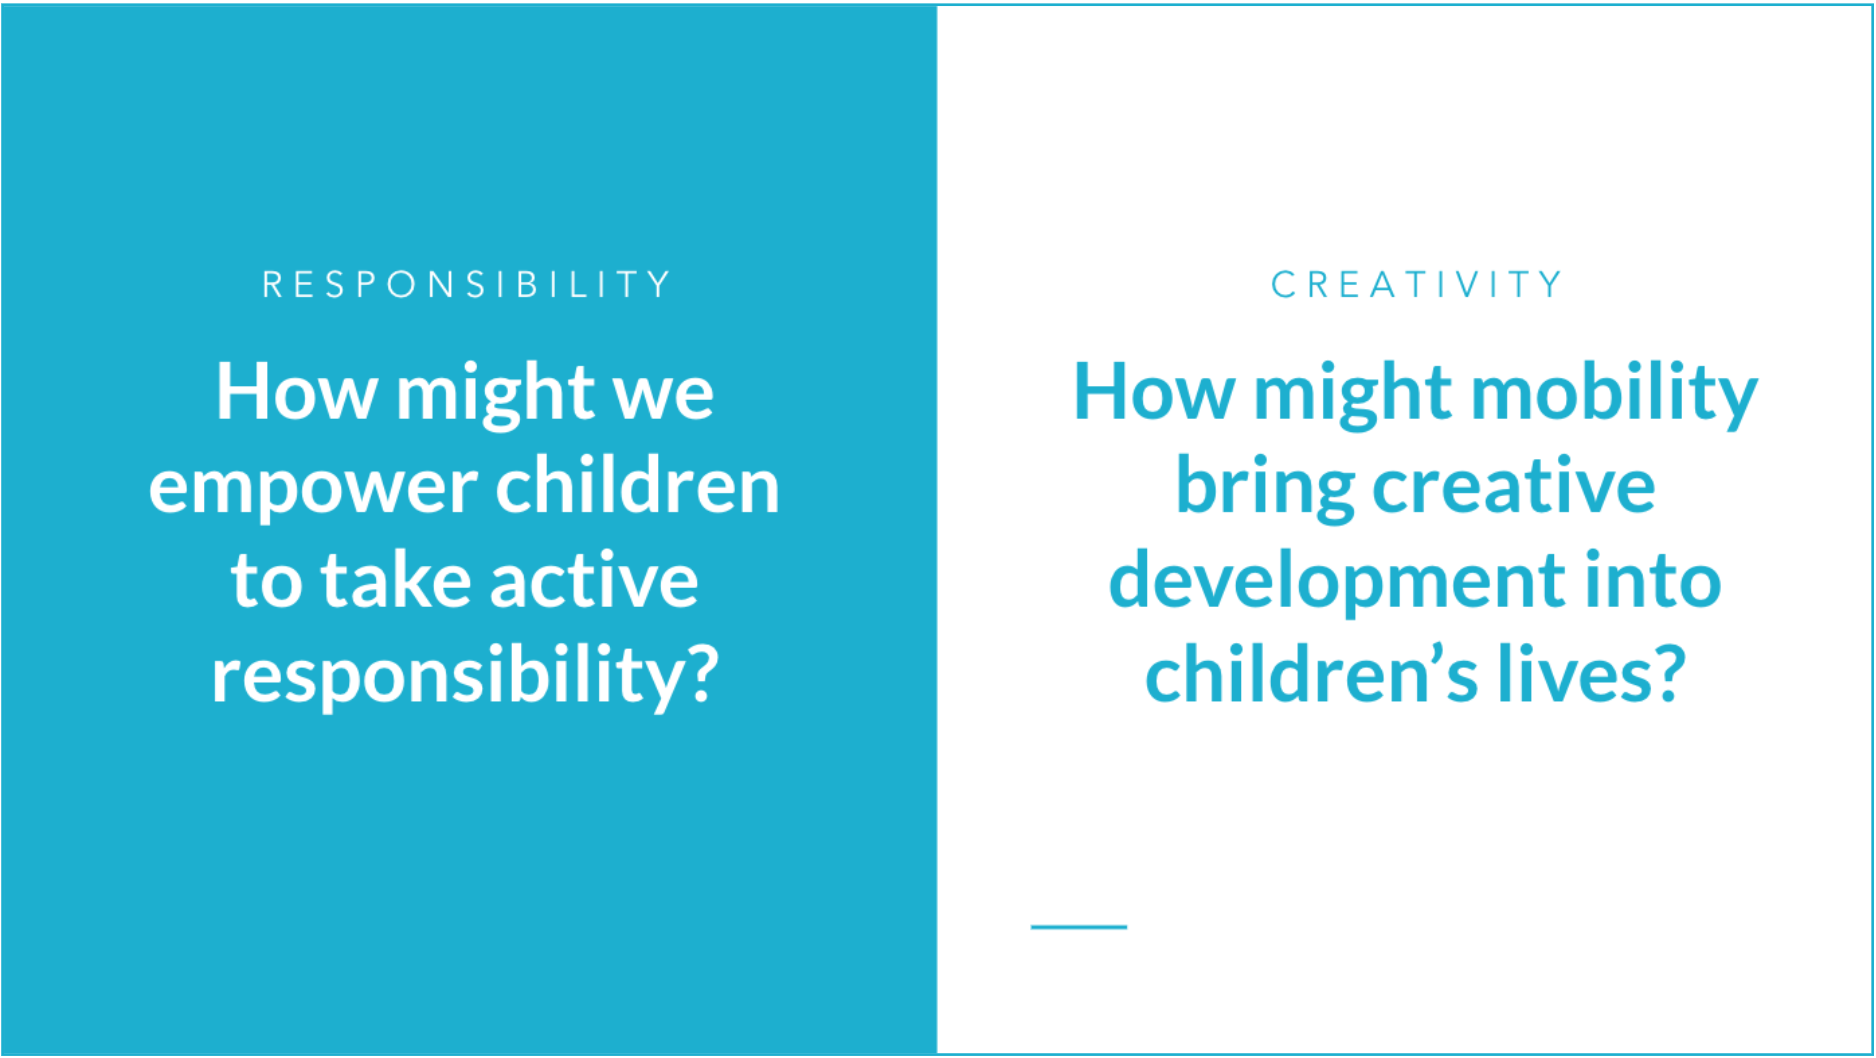 RESPONSIBILITY
How might we
empower children
to take active
responsibility?
CREATIVITY
How might mobility
bring creative
development into
children’s lives?